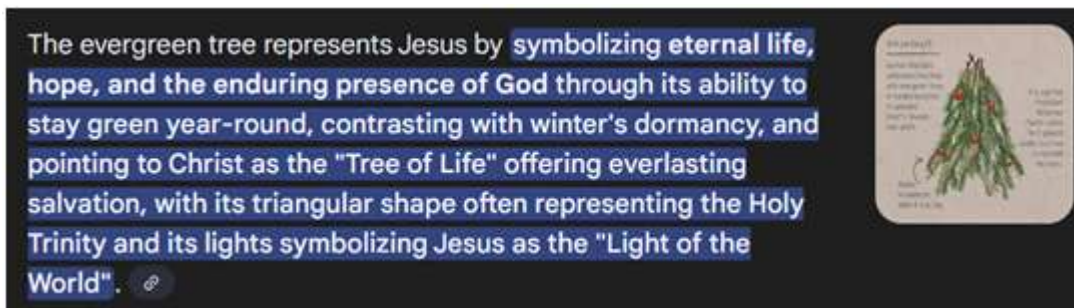 The evergreen tree represents Jesus by symbolizing eternal life,
hope, and the enduring presence of God through its ability to
stay green year-round, contrasting with winter's dormancy, and
pointing to Christ as the "Tree of Life" offering everlasting
salvation, with its triangular shape often representing the Holy
Trinity and its lights symbolizing Jesus as the "Light of the
World".